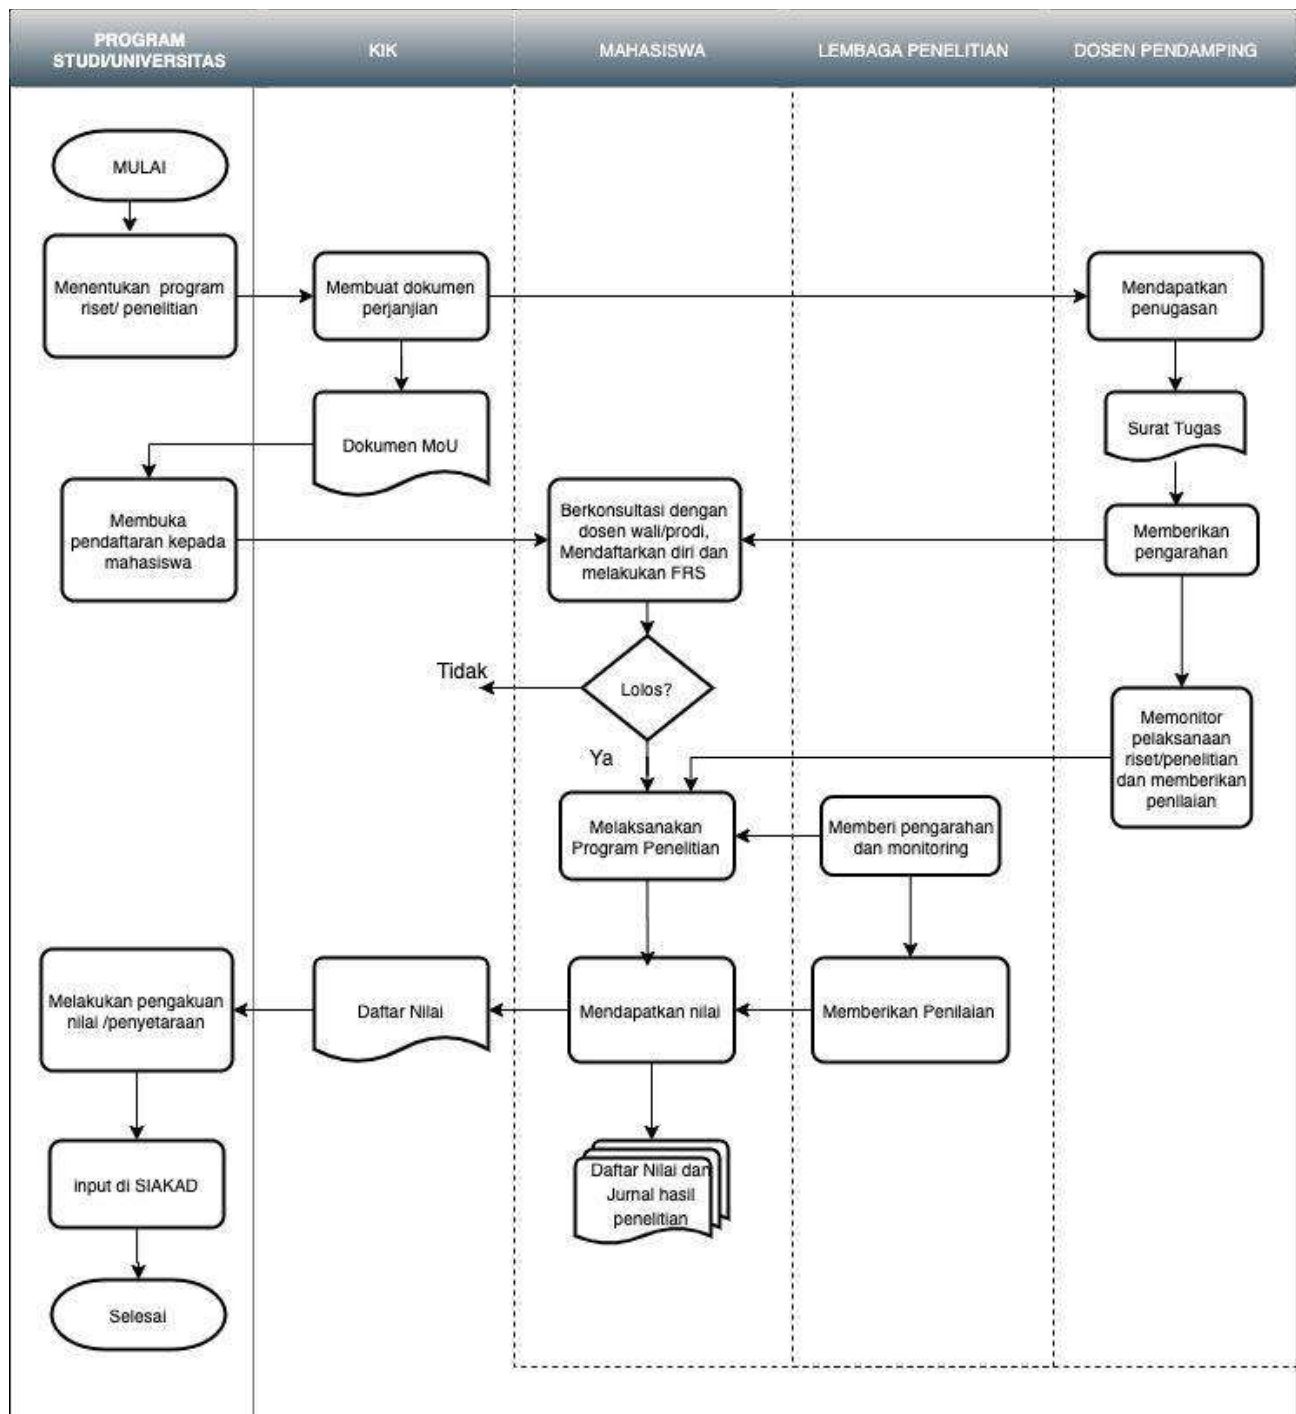 PROGRAM
STUDI/UNIVERSITAS
KIK
MAHASISWA
LEMBAGA PENELITIAN
DOSEN PENDAMPING
MULAI
Menentukan program
riset/ penelitian
Membuat dokumen
perjanjian
Mendapatkan
penugasan
Dokumen MoU
Surat Tugas
Membuka
pendaftaran kepada
mahasiswa
Berkonsultasi dengan
dosen wali/prodi,
Mendaftarkan diri dan
melakukan FRS
Memberikan
pengarahan
Tidak
Lolos?
Ya
Memonitor
pelaksanaan
riset/penelitian
dan memberikan
penilaian
Melaksanakan
Program Penelitian
Memberi pengarahan
dan monitoring
Melakukan pengakuan
nilai /penyetaraan
Daftar Nilai
Mendapatkan nilai
Memberikan Penilaian
input di SIAKAD
Daftar Nilai dan
Jurnal hasil
penelitian
Selesai